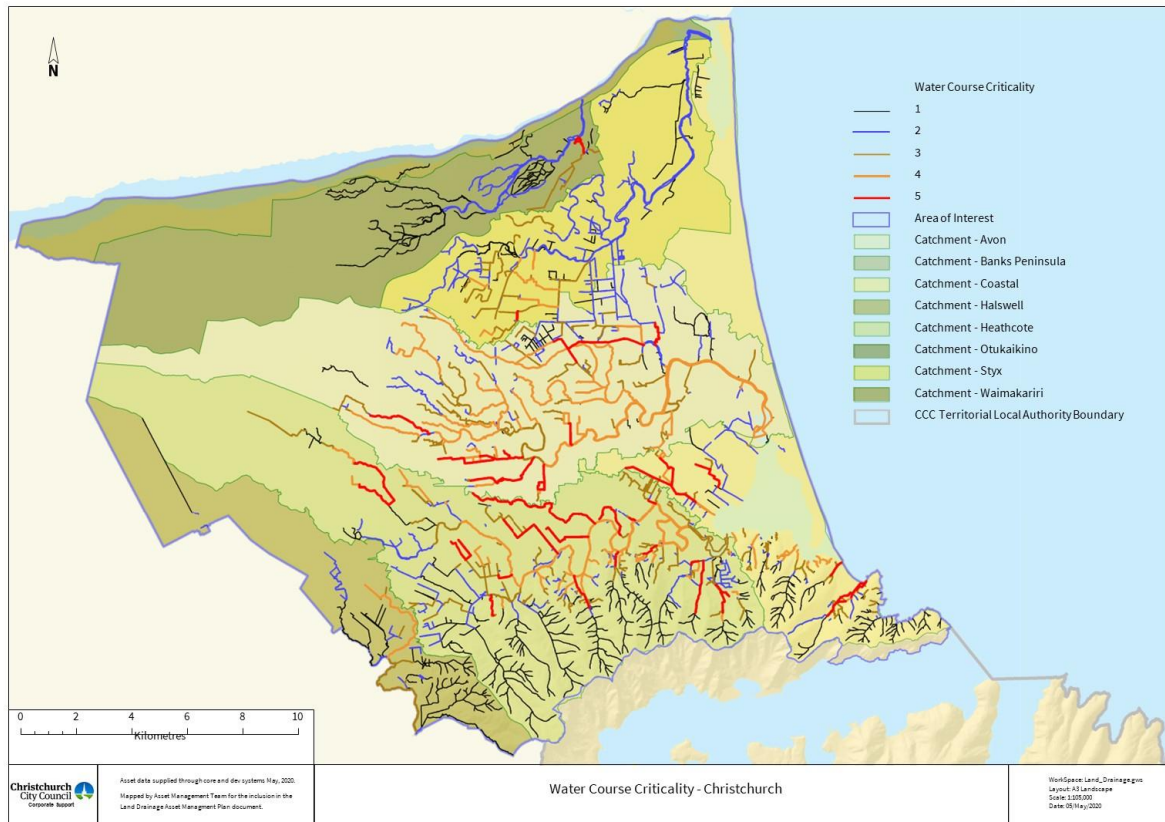 N
Water Course Criticality
1
2
3
4
5
Area of Interest
Catchment - Avon
Catchment - Banks Peninsula
Catchment - Coastal
Catchment - Halswell
Catchment - Heathcote
Catchment - Otukaikino
Catchment - Styx
Catchment - Waimakariri
CCC Territorial Local Authority Boundary
0 2 4 6 8 10
Kilometres
Christchurch
City Council
Corporate Support
Asset data supplied through core and dev systems May, 2020.
Mapped by Asset Management Team for the inclusion in the
Land Drainage Asset Managment Plan document.
Water Course Criticality - Christchurch
WorkSpace: Land_Drainage.gws
Layout: A3 Landscape
Scale: 1:105,000
Date: 05/May/2020